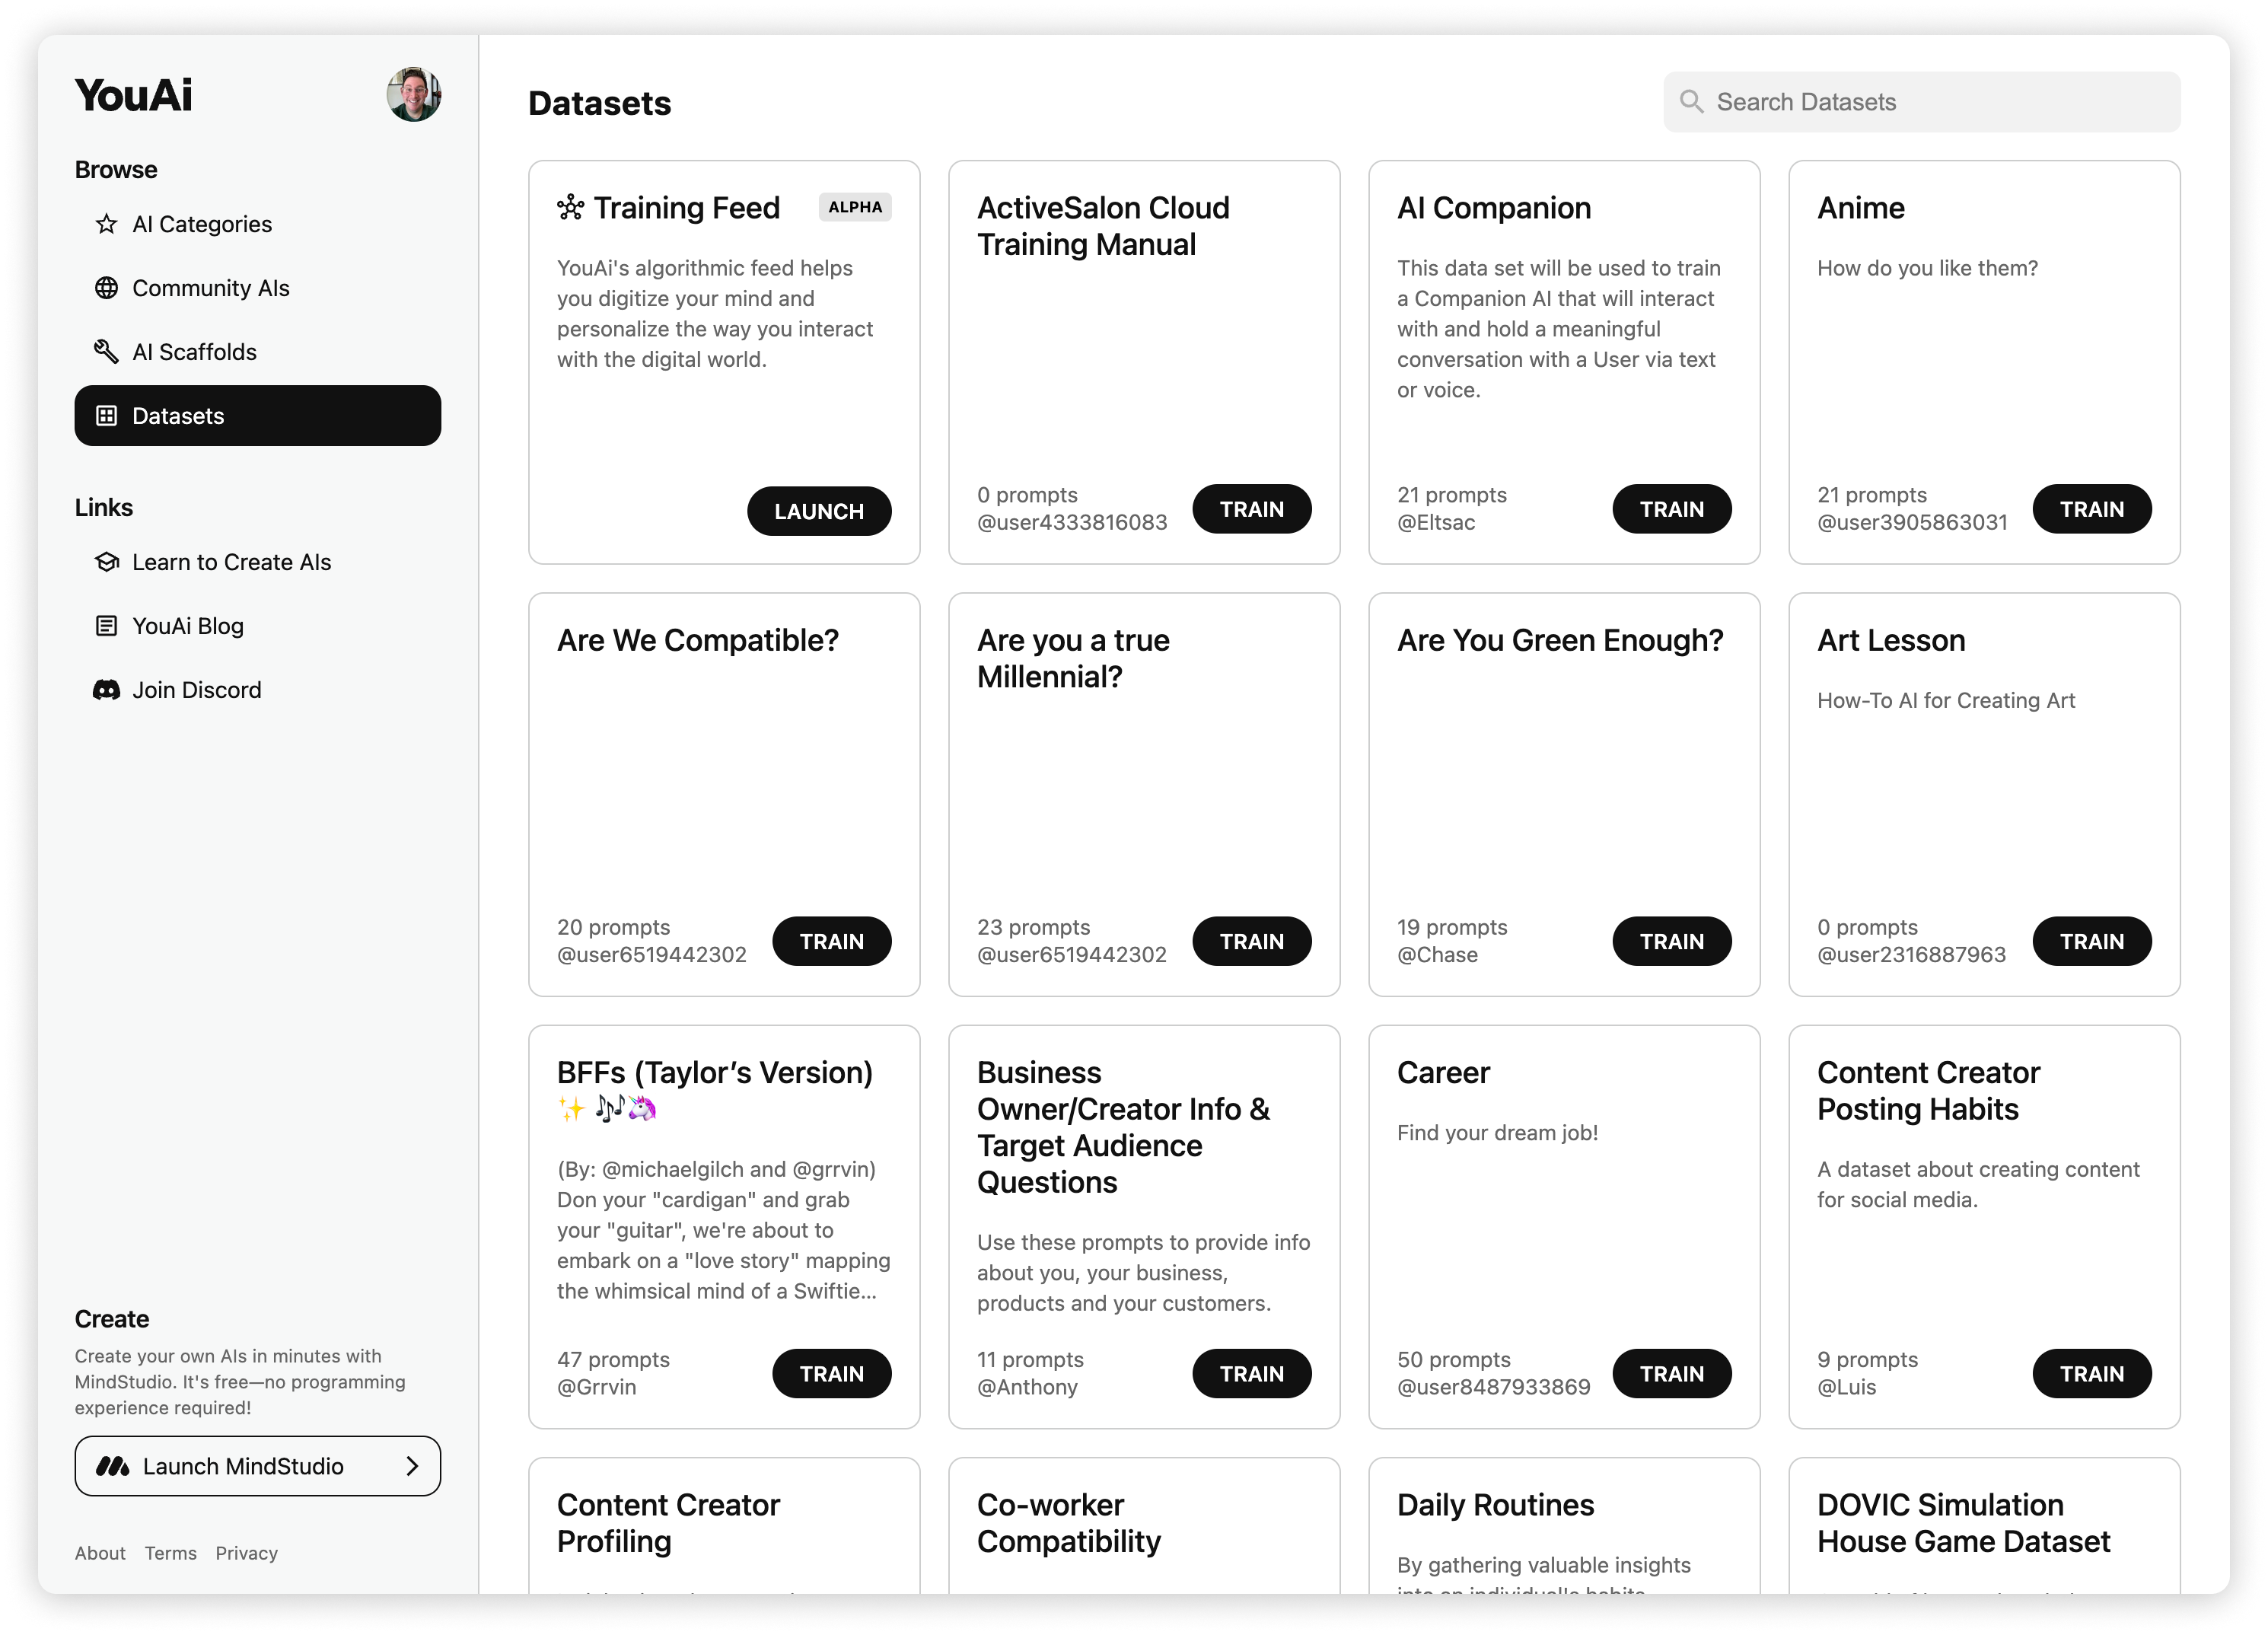 YouAi
Browse
AI Categories
Community AIs
AI Scaffolds
Datasets
Links
Learn to Create AIs
YouAi Blog
Join Discord
Create
Create your own AIs in minutes with
MindStudio. It's free—no programming
experience required!
Launch MindStudio
About Terms Privacy
Datasets
Search Datasets
Training Feed
ALPHA
YouAi's algorithmic feed helps
you digitize your mind and
personalize the way you interact
with the digital world.
LAUNCH
ActiveSalon Cloud
Training Manual
0 prompts
@user4333816083
TRAIN
AI Companion
This data set will be used to train
a Companion AI that will interact
with and hold a meaningful
conversation with a User via text
or voice.
21 prompts
@Eltsac
TRAIN
Anime
How do you like them?
21 prompts
@user3905863031
TRAIN
Are We Compatible?
20 prompts
@user6519442302
TRAIN
Are you a true
Millennial?
23 prompts
@user6519442302
TRAIN
Are You Green Enough?
19 prompts
@Chase
TRAIN
Art Lesson
How-To AI for Creating Art
0 prompts
@user2316887963
TRAIN
BFFs (Taylor’s Version)
✨ 🎶🦄
(By: @michaelgilch and @grrvin)
Don your "cardigan" and grab
your "guitar", we're about to
embark on a "love story" mapping
the whimsical mind of a Swiftie...
47 prompts
@Grrvin
TRAIN
Business
Owner/Creator Info &
Target Audience
Questions
Use these prompts to provide info
about you, your business,
products and your customers.
11 prompts
@Anthony
TRAIN
Career
Find your dream job!
50 prompts
@user8487933869
TRAIN
Content Creator
Posting Habits
A dataset about creating content
for social media.
9 prompts
@Luis
TRAIN
Content Creator
Profiling
Co-worker
Compatibility
Daily Routines
By gathering valuable insights
into an individual's habits
DOVIC Simulation
House Game Dataset